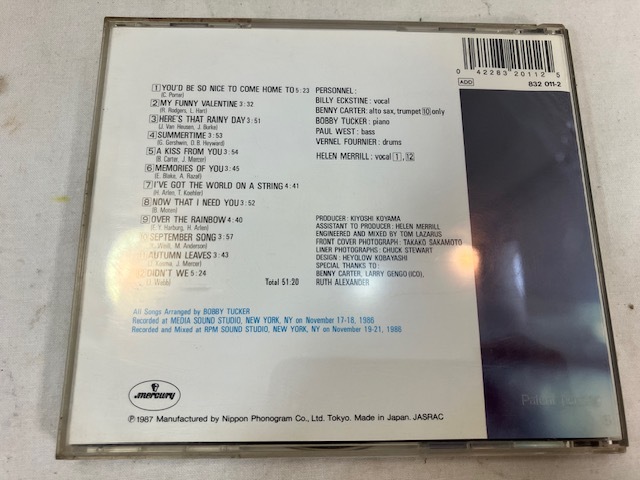 1 YOU'D BE SO NICE TO COME HOME TO 5:23
(C. Porter)
2 MY FUNNY VALENTINE 3:32
(R. Rodgers, L. Hart)
3 HERE'S THAT RAINY DAY 3:51
(J. Van Heusen, J. Burke)
4 SUMMERTIME 3:53
(G. Gershwin, D.B. Heyward)
5 A KISS FROM YOU 3:54
(B. Carter, J. Mercer)
6 MEMORIES OF YOU 3:45
(E. Blake, A. Razaf)
7 I'VE GOT THE WORLD ON A STRING 4:41
(H. Arlen, T. Koehler)
8 NOW THAT I NEED YOU 3:52
9 OVER THE RAINBOW 4:40
(E.Y. Harburg, H. Arlen)
10 SEPTEMBER SONG 3:57
Weill, M. Anderson)
AUTUMN LEAVES 3:43
Kosma, J. Mercer)
DIDN'T WE 5:24
Webb)
Total 51:20
PERSONNEL :
BILLY ECKSTINE : vocal
BENNY CARTER : alto sax, trumpet 10 only
BOBBY TUCKER : piano
PAUL WEST : bass
VERNEL FOURNIER : drums
HELEN MERRILL : vocal 1, 12
PRODUCER : KIYOSHI KOYAMA
ASSISTANT TO PRODUCER : HELEN MERRILL
ENGINEERED AND MIXED BY TOM LAZARUS
FRONT COVER PHOTOGRAPH : TAKAKO SAKAMOTO
LINER PHOTOGRAPHS : CHUCK STEWART
DESIGN : HEYQLOW KOBAYASHI
SPECIAL THANKS TO :
BENNY CARTER, LARRY GENGO (ICO),
RUTH ALEXANDER
All Songs Arranged by BOBBY TUCKER
Recorded at MEDIA SOUND STUDIO, NEW YORK, NY on November 17-18, 1986
Recorded and Mixed at RPM SOUND STUDIO, NEW YORK, NY on November 19-21, 1986
mercury
Ⓟ1987 Manufactured by Nippon Phonogram Co., Ltd. Tokyo. Made in Japan. JASRAC
0 42283 20112 5
ADD
832 011-2